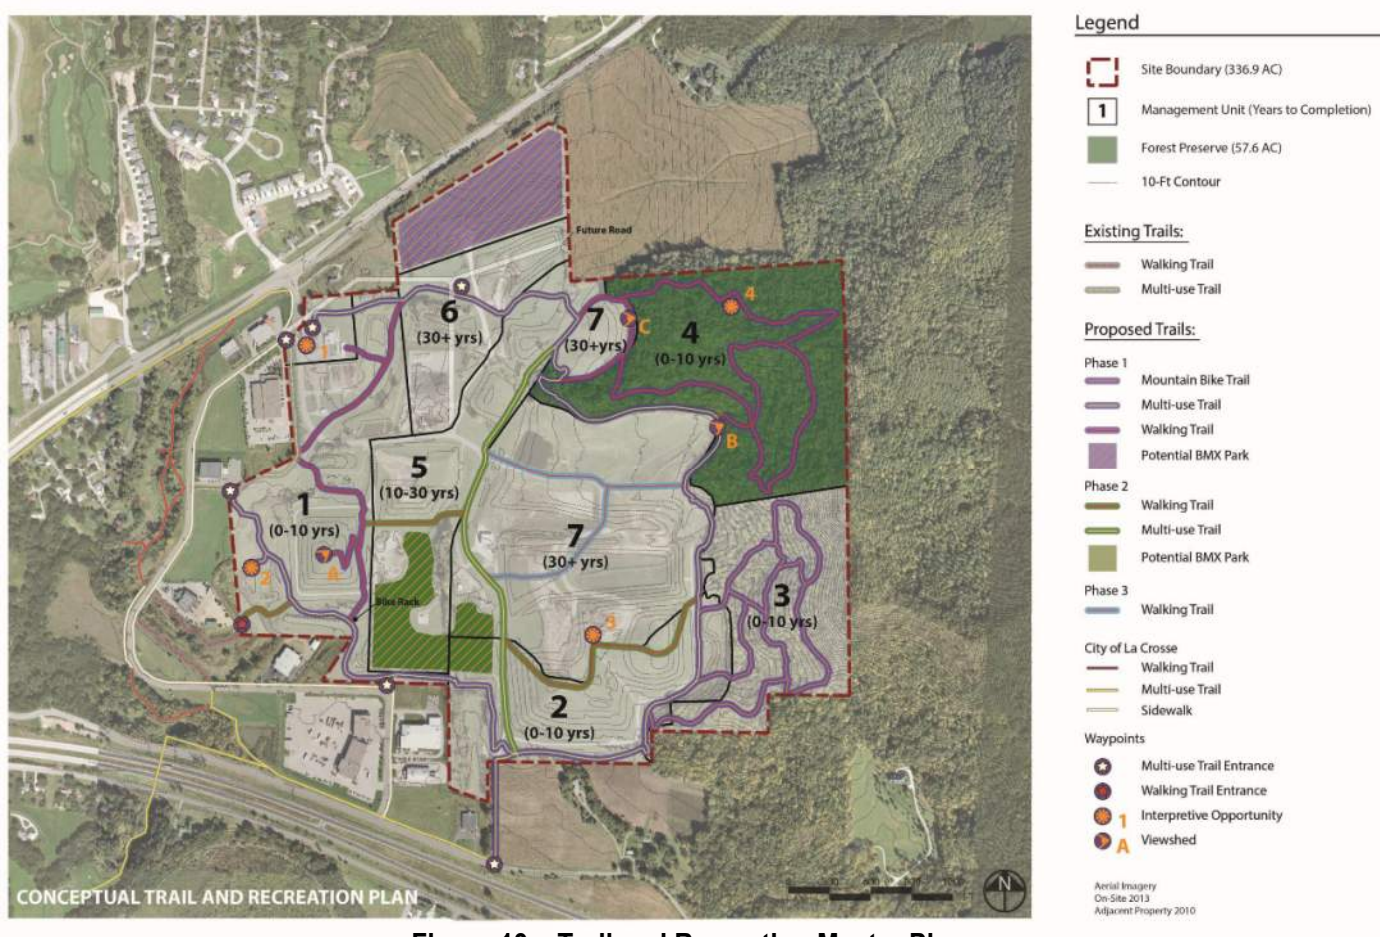 Legend
Site Boundary (336.9 AC)
1 Management Unit (Years to Completion)
Forest Preserve (57.6 AC)
10-Ft Contour
Existing Trails:
Walking Trail
Multi-use Trail
Proposed Trails:
Phase 1
Mountain Bike Trail
Multi-use Trail
Walking Trail
Potential BMX Park
Phase 2
Walking Trail
Multi-use Trail
Potential BMX Park
Phase 3
Walking Trail
City of La Crosse
Walking Trail
Multi-use Trail
Sidewalk
Waypoints
Multi-use Trail Entrance
Walking Trail Entrance
1 Interpretive Opportunity
A Viewshed
Aerial Imagery
On-Site 2013
Adjacent Property 2010
Future Road
6
(30+ yrs)
7
(30+yrs)
C
4
4
(0-10 yrs)
1
B
5
(10-30 yrs)
1
(0-10 yrs)
A
2
7
(30+ yrs)
Bike Rack
3
(0-10 yrs)
2
(0-10 yrs)
N
CONCEPTUAL TRAIL AND RECREATION PLAN